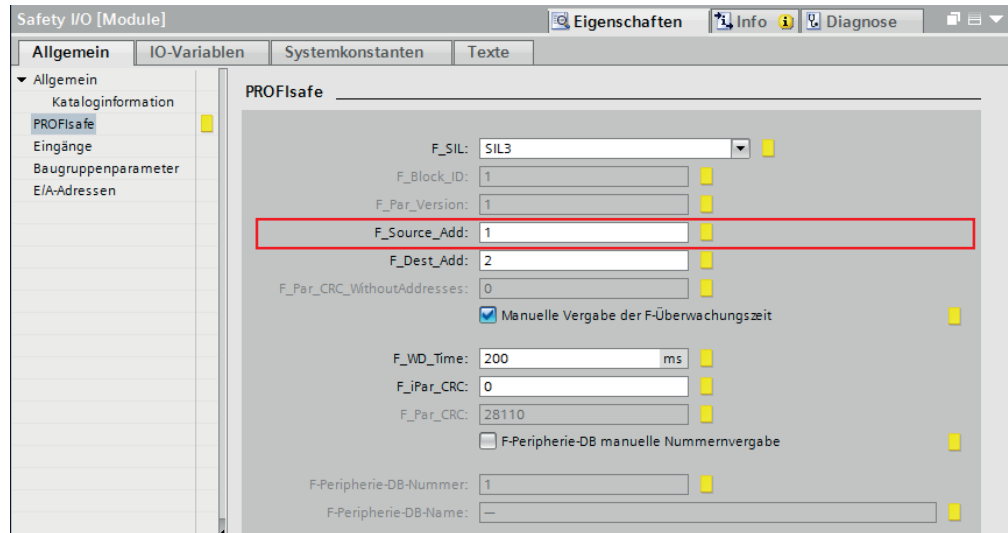 Safety I/O [Module]
Eigenschaften
Info
Diagnose
Allgemein
IO-Variablen
Systemkonstanten
Texte
Allgemein
Kataloginformation
PROFIsafe
Eingänge
Baugruppenparameter
E/A-Adressen
PROFIsafe
F_SIL: SIL3
F_Block_ID: 1
F_Par_Version: 1
F_Source_Add: 1
F_Dest_Add: 2
F_Par_CRC_WithoutAddresses: 0
Manuelle Vergabe der F-Überwachungszeit
F_WD_Time: 200 ms
F_iPar_CRC: 0
F_Par_CRC: 28110
F-Peripherie-DB manuelle Nummernvergabe
F-Peripherie-DB-Nummer: 1
F-Peripherie-DB-Name: —